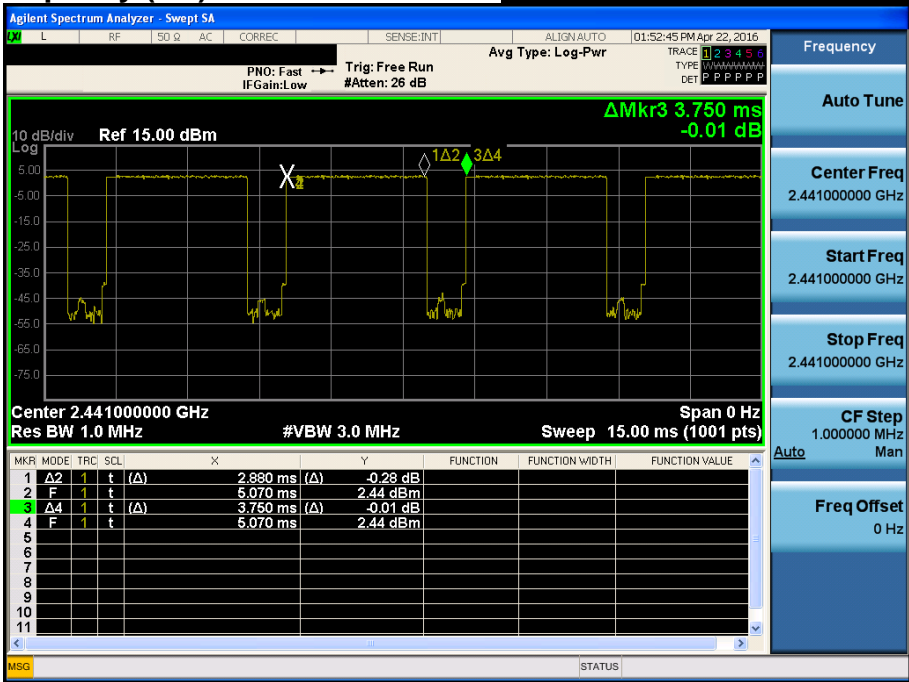 Agilent Spectrum Analyzer - Swept SA
LXI L RF 50 Ω AC CORREC SENSE:INT ALIGN AUTO 01:52:45 PM Apr 22, 2016
PNO: Fast IFGain:Low
Trig: Free Run
#Atten: 26 dB
Avg Type: Log-Pwr
TRACE 1 2 3 4 5 6
TYPE
DET P P P P P P
Frequency
ΔMkr3 3.750 ms
-0.01 dB
10 dB/div Ref 15.00 dBm
Log
1Δ2 3Δ4
5.00
-5.00
-15.0
-25.0
-35.0
-45.0
-55.0
-65.0
-75.0
Center 2.441000000 GHz Span 0 Hz
Res BW 1.0 MHz #VBW 3.0 MHz Sweep 15.00 ms (1001 pts)
MKR MODE TRC SCL X Y FUNCTION FUNCTION WIDTH FUNCTION VALUE
1 Δ2 1 t (Δ) 2.880 ms (Δ) -0.28 dB
2 F 1 t 5.070 ms 2.44 dBm
3 Δ4 1 t (Δ) 3.750 ms (Δ) -0.01 dB
4 F 1 t 5.070 ms 2.44 dBm
5
6
7
8
9
10
11
MSG STATUS
Auto Tune
Center Freq
2.441000000 GHz
Start Freq
2.441000000 GHz
Stop Freq
2.441000000 GHz
CF Step
1.000000 MHz
Auto Man
Freq Offset
0 Hz